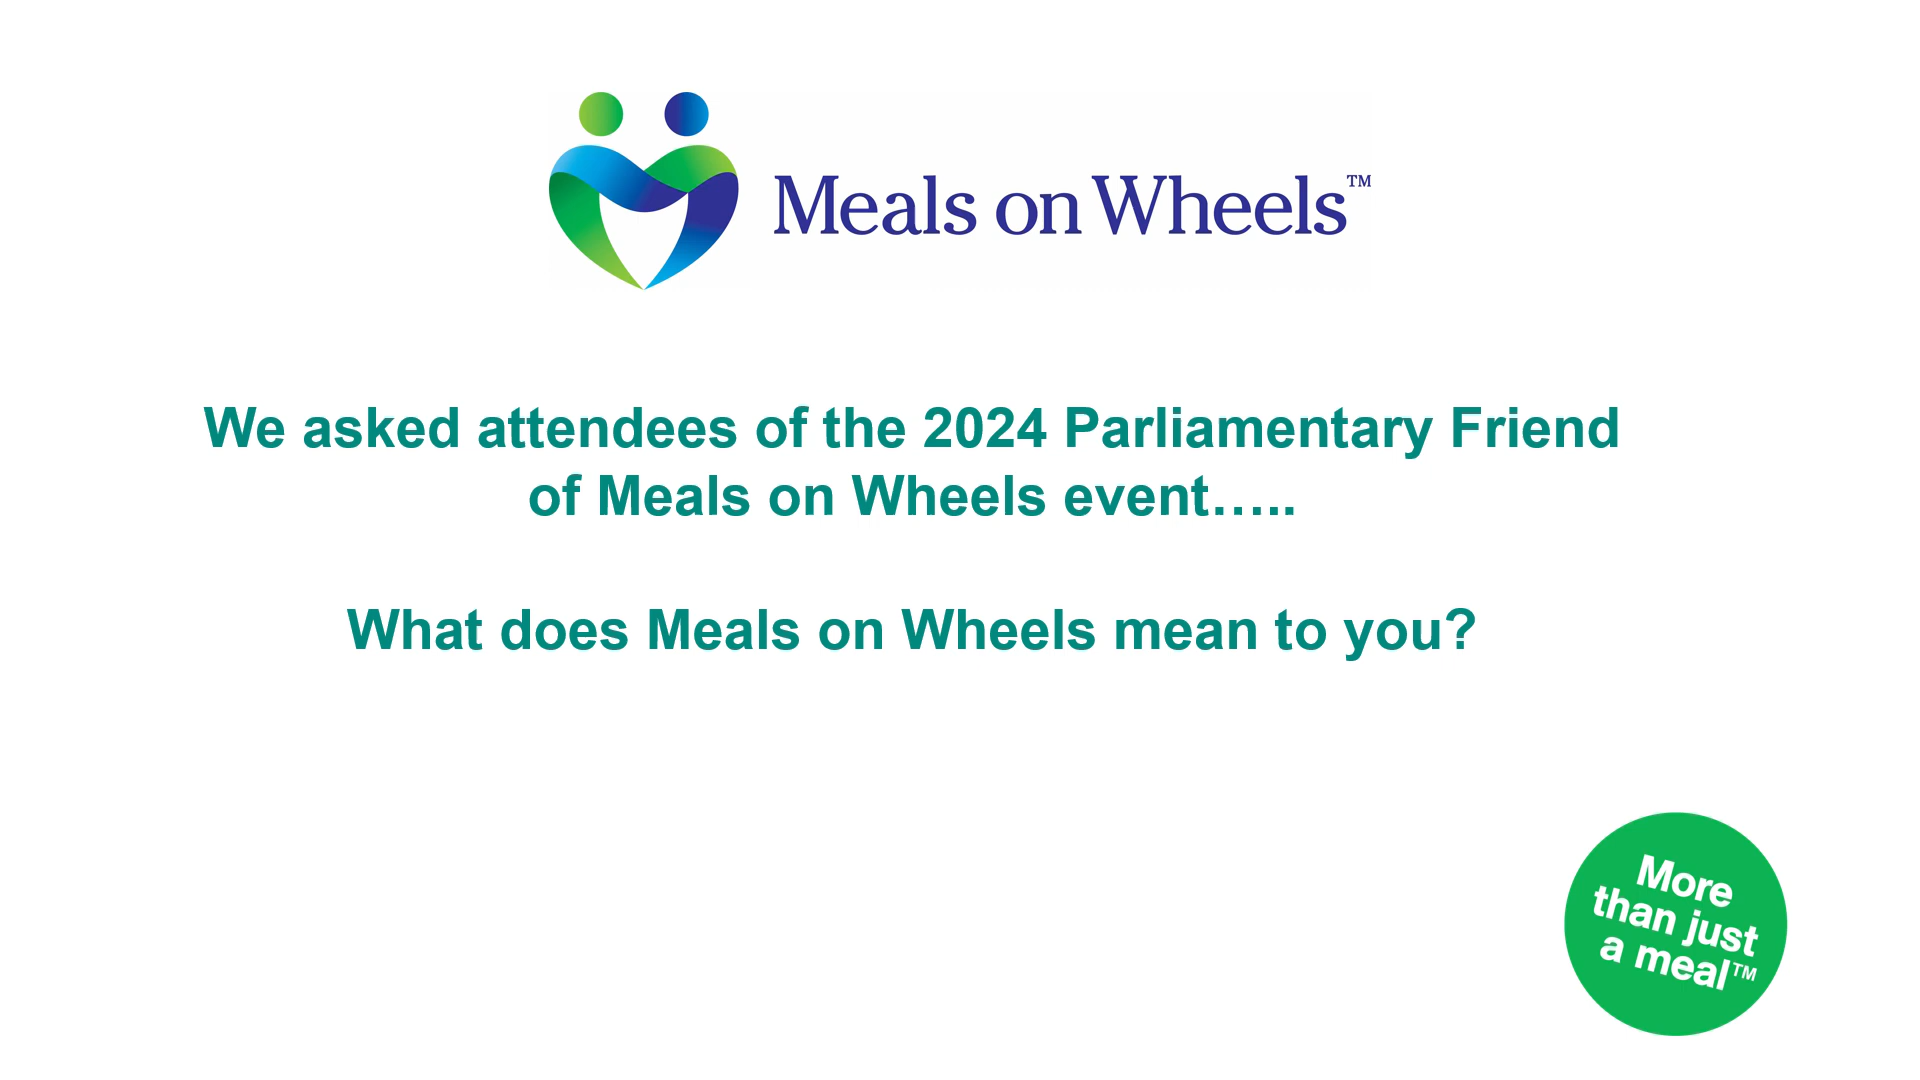 Meals on Wheels™
We asked attendees of the 2024 Parliamentary Friend
of Meals on Wheels event…..
What does Meals on Wheels mean to you?
More
than just
a meal™